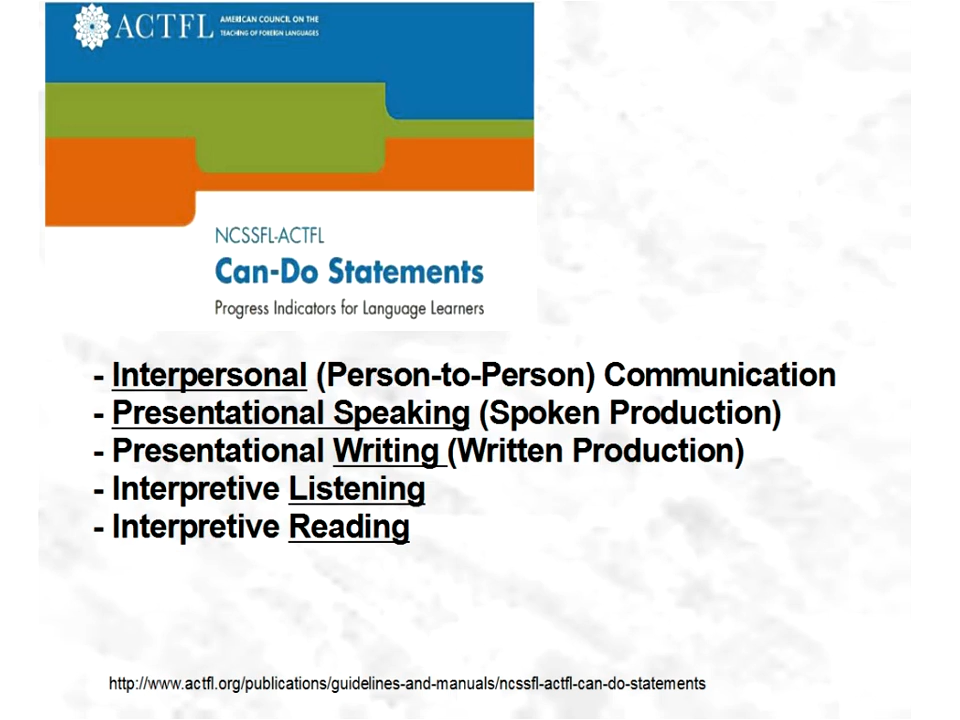 ACTFL
AMERICAN COUNCIL ON THE
TEACHING OF FOREIGN LANGUAGES
NCSSFL-ACTFL
Can-Do Statements
Progress Indicators for Language Learners
- Interpersonal (Person-to-Person) Communication
- Presentational Speaking (Spoken Production)
- Presentational Writing (Written Production)
- Interpretive Listening
- Interpretive Reading
http://www.actfl.org/publications/guidelines-and-manuals/ncssfl-actfl-can-do-statements